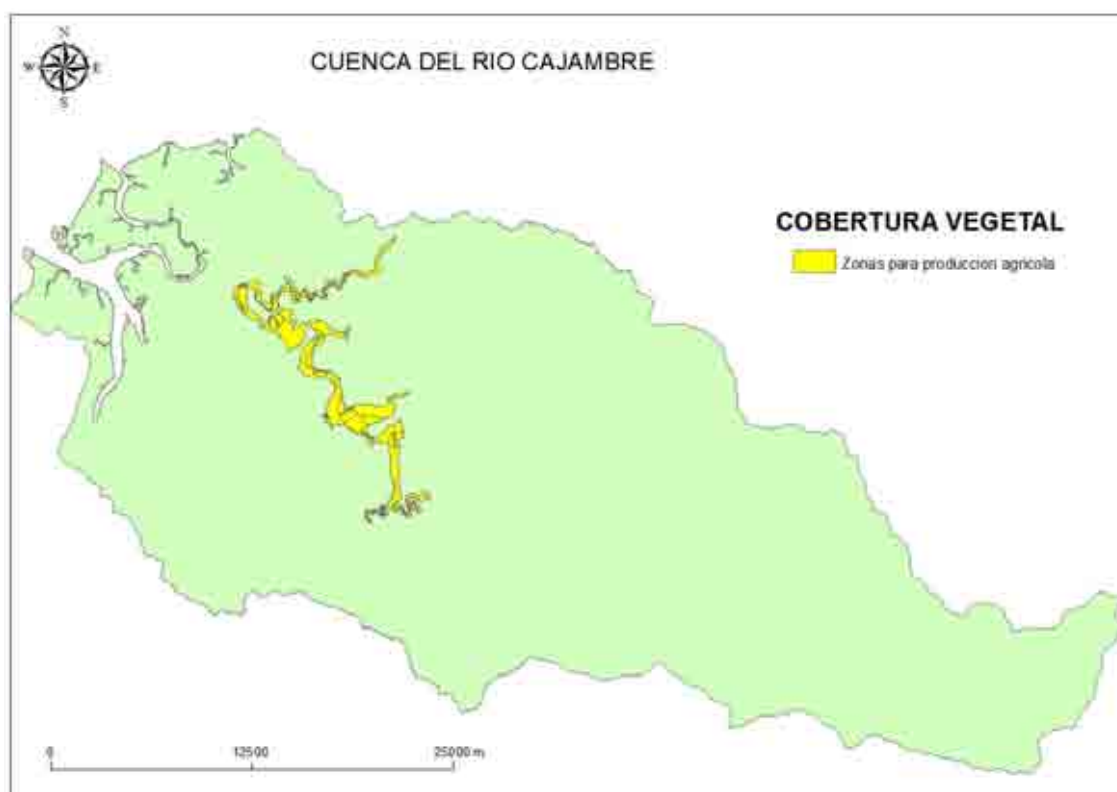 N
W E
S
CUENCA DEL RIO CAJAMBRE
COBERTURA VEGETAL
Zonas para produccion agricola
0 12500 25000 m